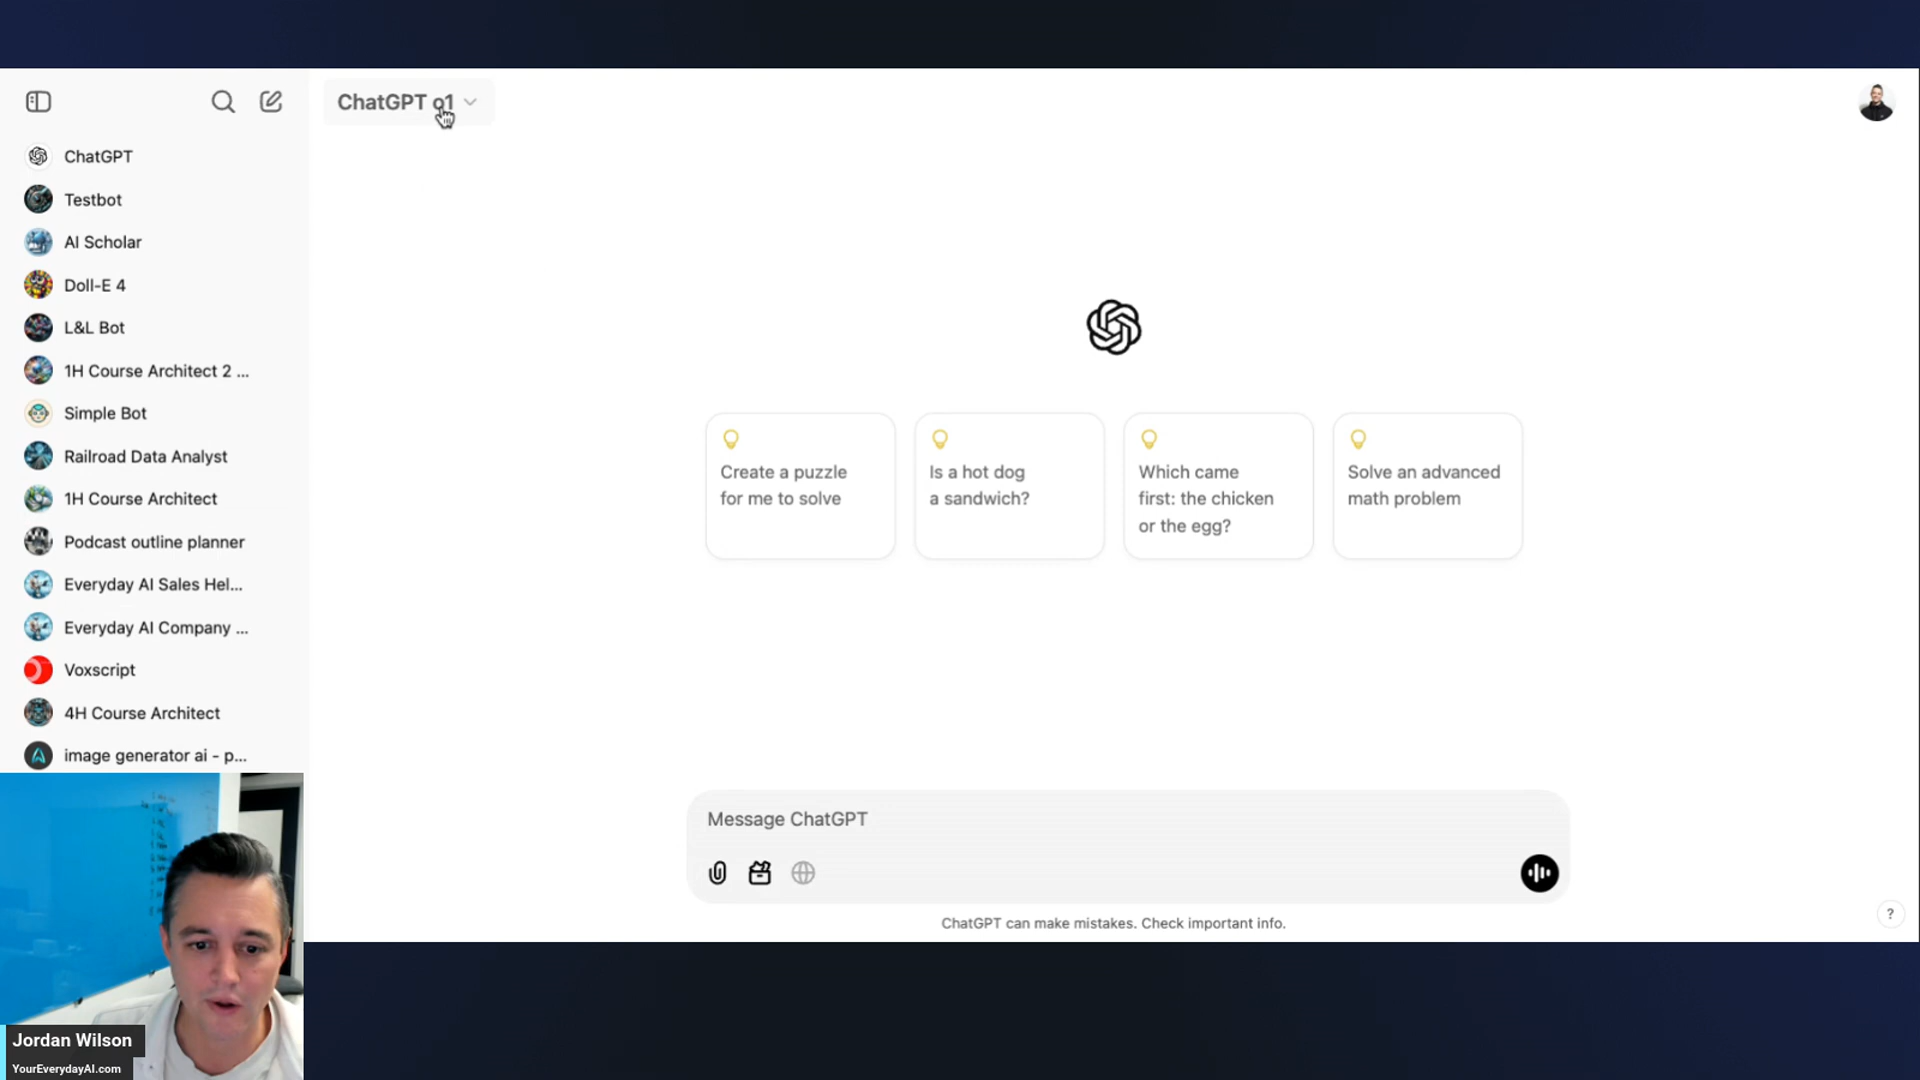 ChatGPT o1
ChatGPT
Testbot
AI Scholar
Doll-E 4
L&L Bot
1H Course Architect 2 ...
Simple Bot
Railroad Data Analyst
1H Course Architect
Podcast outline planner
Everyday AI Sales Hel...
Everyday AI Company ...
Voxscript
4H Course Architect
image generator ai - p...
Create a puzzle
for me to solve
Is a hot dog
a sandwich?
Which came
first: the chicken
or the egg?
Solve an advanced
math problem
Message ChatGPT
ChatGPT can make mistakes. Check important info.
?
Jordan Wilson
YourEverydayAI.com